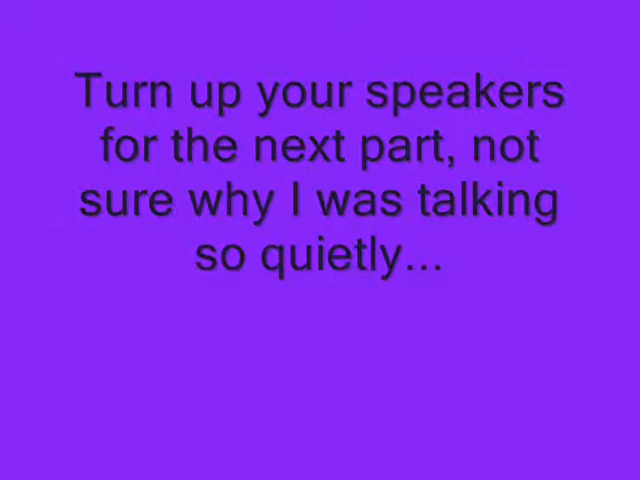 Turn up your speakers
for the next part, not
sure why I was talking
so quietly...